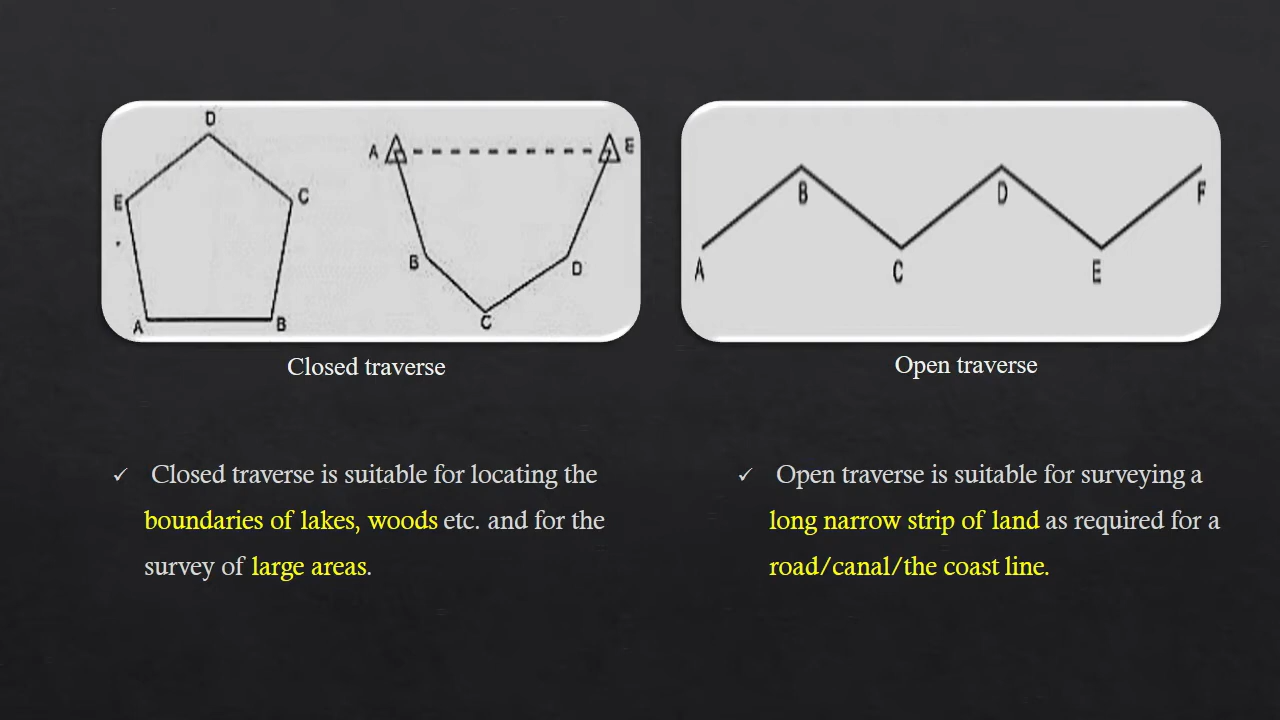 D
E
C
A
B
A
E
B
D
C
B
D
F
A
C
E
Closed traverse
Open traverse
✓ Closed traverse is suitable for locating the
boundaries of lakes, woods etc. and for the
survey of large areas.
✓ Open traverse is suitable for surveying a
long narrow strip of land as required for a
road/canal/the coast line.